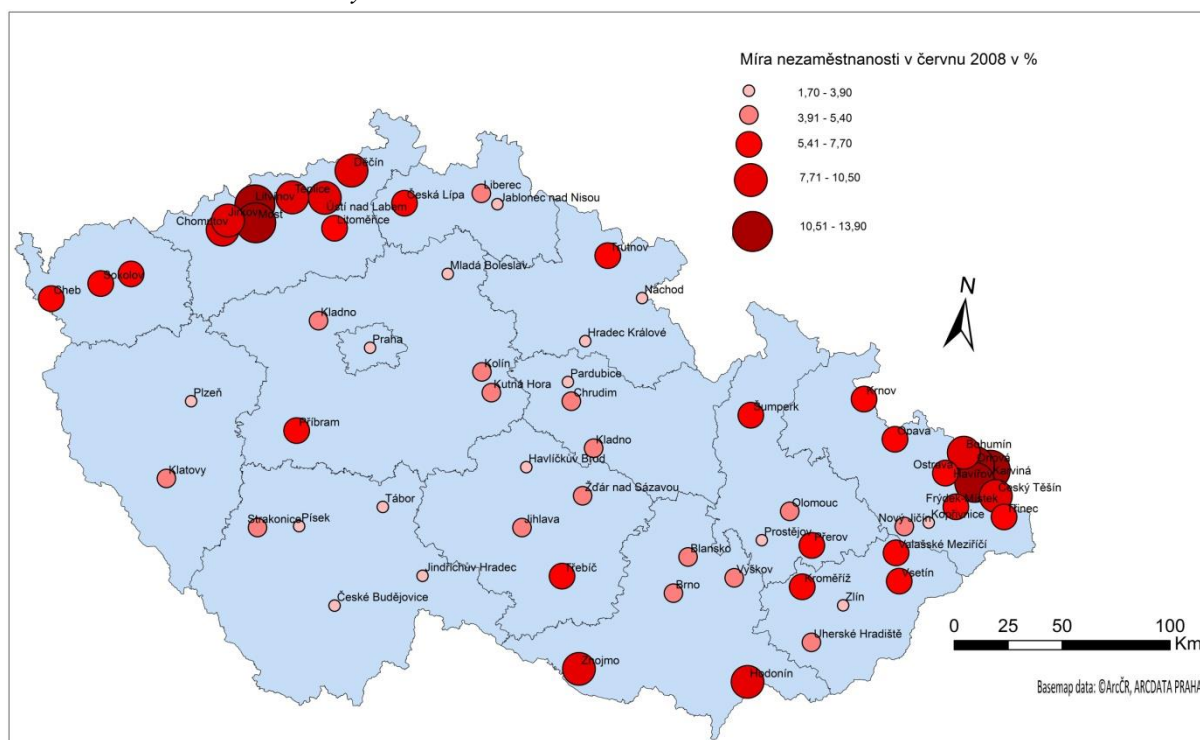 Míra nezaměstnanosti v červnu 2008 v %
1,70 - 3,90
3,91 - 5,40
5,41 - 7,70
7,71 - 10,50
10,51 - 13,90
Děčín
Teplice
Litvínov
Česká Lípa
Liberec
Jablonec nad Nisou
Ústí nad Labem
Jirkov
Most
Chomutov
Litoměřice
Trutnov
Mladá Boleslav
Sokolov
Cheb
Náchod
Kladno
Praha
Hradec Králové
N
Kolín
Pardubice
Kutná Hora
Chrudim
Plzeň
Krnov
Šumperk
Příbram
Opava
Kladno
Bohumín
Orlová
Ostrava
Karviná
Havířov
Havlíčkův Brod
Klatovy
Český Těšín
Žďár nad Sázavou
Frýdek-Místek
Olomouc
Tábor
Třinec
Kopřivnice
Nový Jičín
Strakonice
Písek
Jihlava
Prostějov
Přerov
Valašské Meziříčí
Blansko
Vyškov
Jindřichův Hradec
Třebíč
Vsetín
Kroměříž
Brno
České Budějovice
Zlín
0 25 50 100
Km
Uherské Hradiště
Znojmo
Hodonín
Basemap data: ©ArcČR, ARCDATA PRAHA